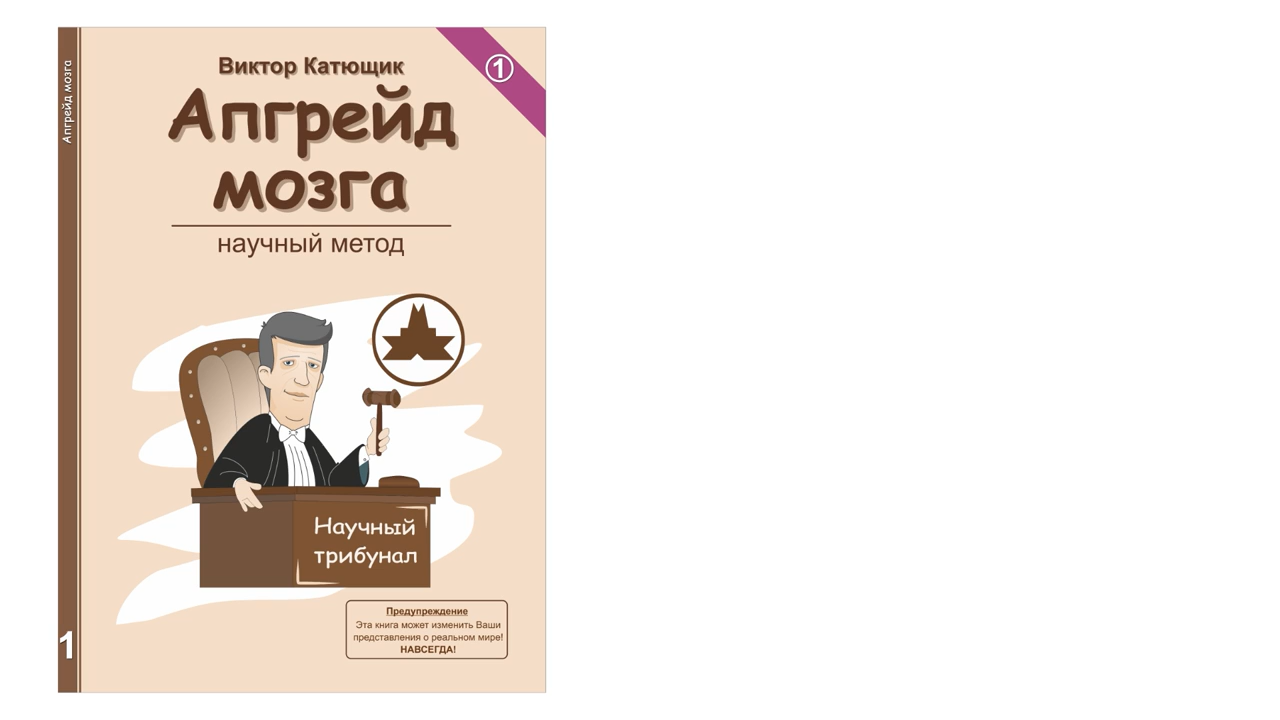 Апгрейд мозга
1
Виктор Катющик
1
Апгрейд
мозга
научный метод
Научный
трибунал
Предупреждение
Эта книга может изменить Ваши
представления о реальном мире!
НАВСЕГДА!